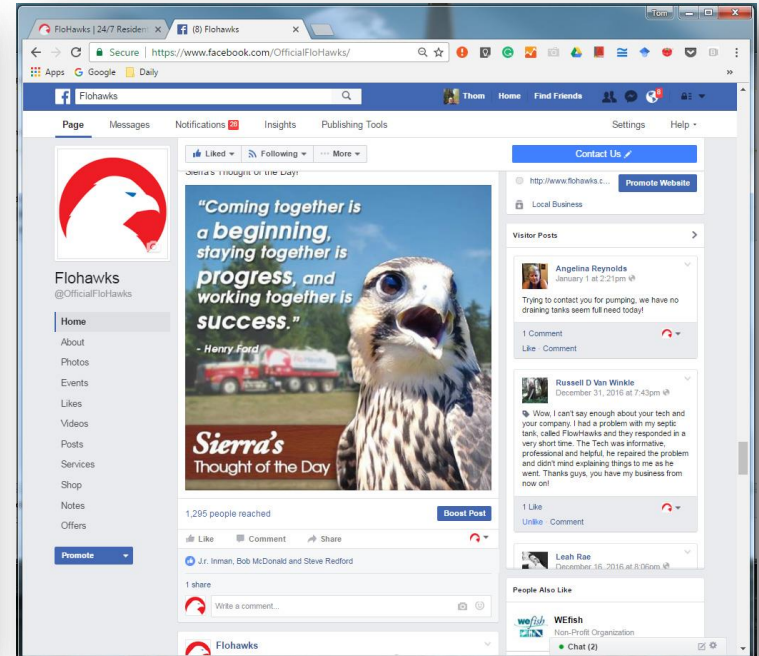 Tom
FloHawks | 24/7 Residen
(8) Flohawks
Secure
https://www.facebook.com/OfficialFloHawks/
Apps
Google
Daily
Flohawks
Thom
Home
Find Friends
Page
Messages
Notifications 26
Insights
Publishing Tools
Settings
Help
Liked
Following
More
Contact Us
Flohawks
@OfficialFloHawks
Home
About
Photos
Events
Likes
Videos
Posts
Services
Shop
Notes
Offers
Promote
Sierra's Thought of the Day!
"Coming together is
a beginning,
staying together is
progress, and
working together is
success."
- Henry Ford
FloHawks
Sierra's
Thought of the Day
1,295 people reached
Boost Post
Like
Comment
Share
J.r. Inman, Bob McDonald and Steve Redford
1 share
Write a comment...
Flohawks
http://www.flohawks.c...
Promote Website
Local Business
Visitor Posts
Angelina Reynolds
January 1 at 2:21pm
Trying to contact you for pumping, we have no
draining tanks seem full need today!
1 Comment
Like · Comment
Russell D Van Winkle
December 31, 2016 at 7:43pm
Wow, I can't say enough about your tech and
your company. I had a problem with my septic
tank, called FlowHawks and they responded in a
very short time. The Tech was informative,
professional and helpful, he repaired the problem
and didn't mind explaining things to me as he
went. Thanks guys, you have my business from
now on!
1 Like
Unlike · Comment
Leah Rae
December 16, 2016 at 8:06pm
People Also Like
wefish
WEfish
Non-Profit Organization
Chat (2)